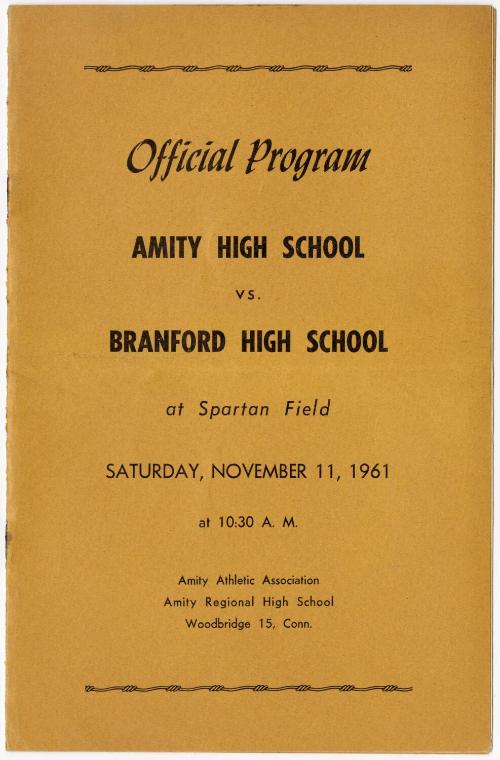 Official Program
AMITY HIGH SCHOOL
vs.
BRANFORD HIGH SCHOOL
at Spartan Field
SATURDAY, NOVEMBER 11, 1961
at 10:30 A. M.
Amity Athletic Association
Amity Regional High School
Woodbridge 15, Conn.